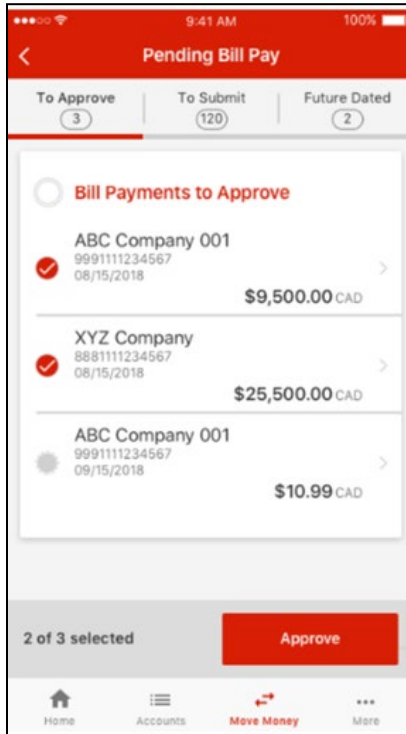 9:41 AM
100%
Pending Bill Pay
To Approve
3
To Submit
120
Future Dated
2
Bill Payments to Approve
ABC Company 001
9991111234567
08/15/2018
$9,500.00 CAD
XYZ Company
8881111234567
08/15/2018
$25,500.00 CAD
ABC Company 001
9991111234567
09/15/2018
$10.99 CAD
2 of 3 selected
Approve
Home
Accounts
Move Money
More